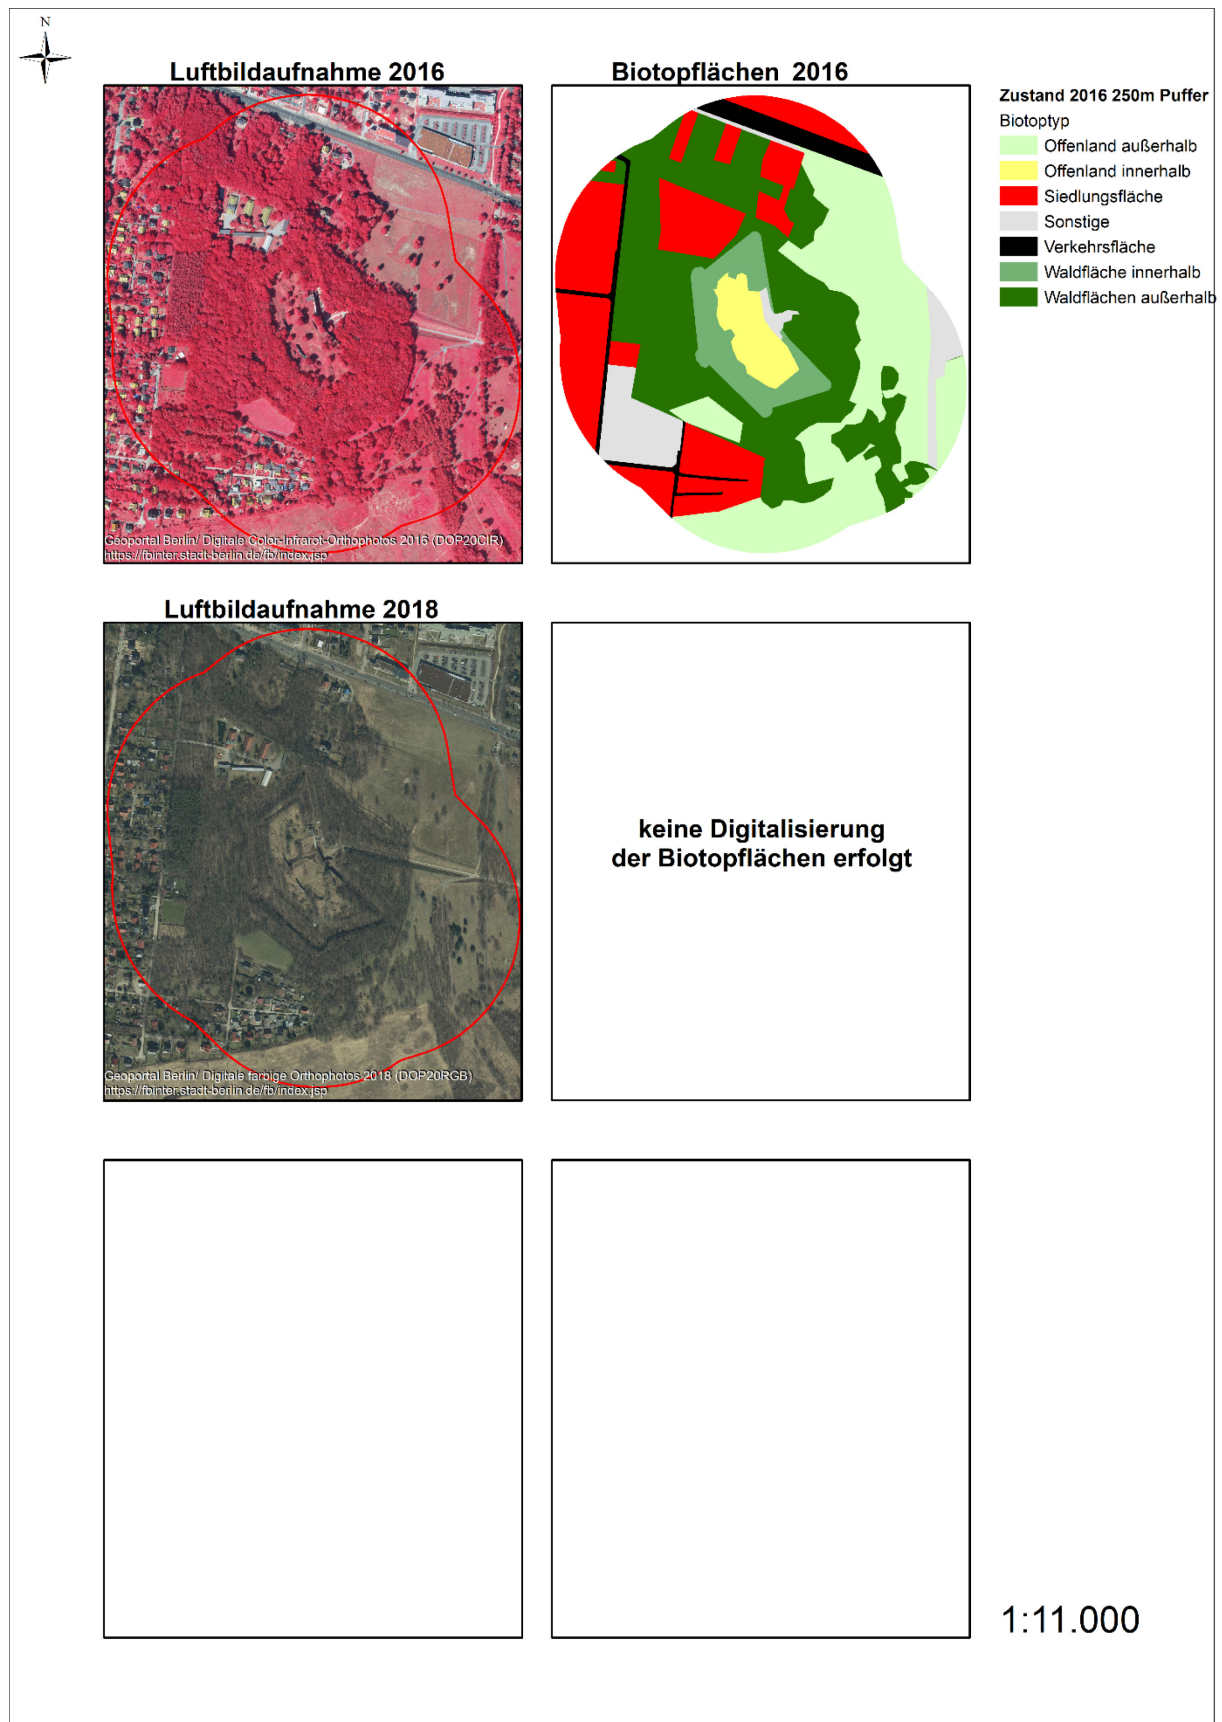 N
Luftbildaufnahme 2016
Biotopflächen 2016
Zustand 2016 250m Puffer
Biotoptyp
Offenland außerhalb
Offenland innerhalb
Siedlungsfläche
Sonstige
Verkehrsfläche
Waldfläche innerhalb
Waldflächen außerhalb
Geoportal Berlin/ Digitale Color-Infrarot-Orthophotos 2016 (DOP20CIR)
https://fbinter.stadt-berlin.de/fb/index.jsp
Luftbildaufnahme 2018
keine Digitalisierung
der Biotopflächen erfolgt
Geoportal Berlin/ Digitale farbige Orthophotos 2018 (DOP20RGB)
https://fbinter.stadt-berlin.de/fb/index.jsp
1:11.000